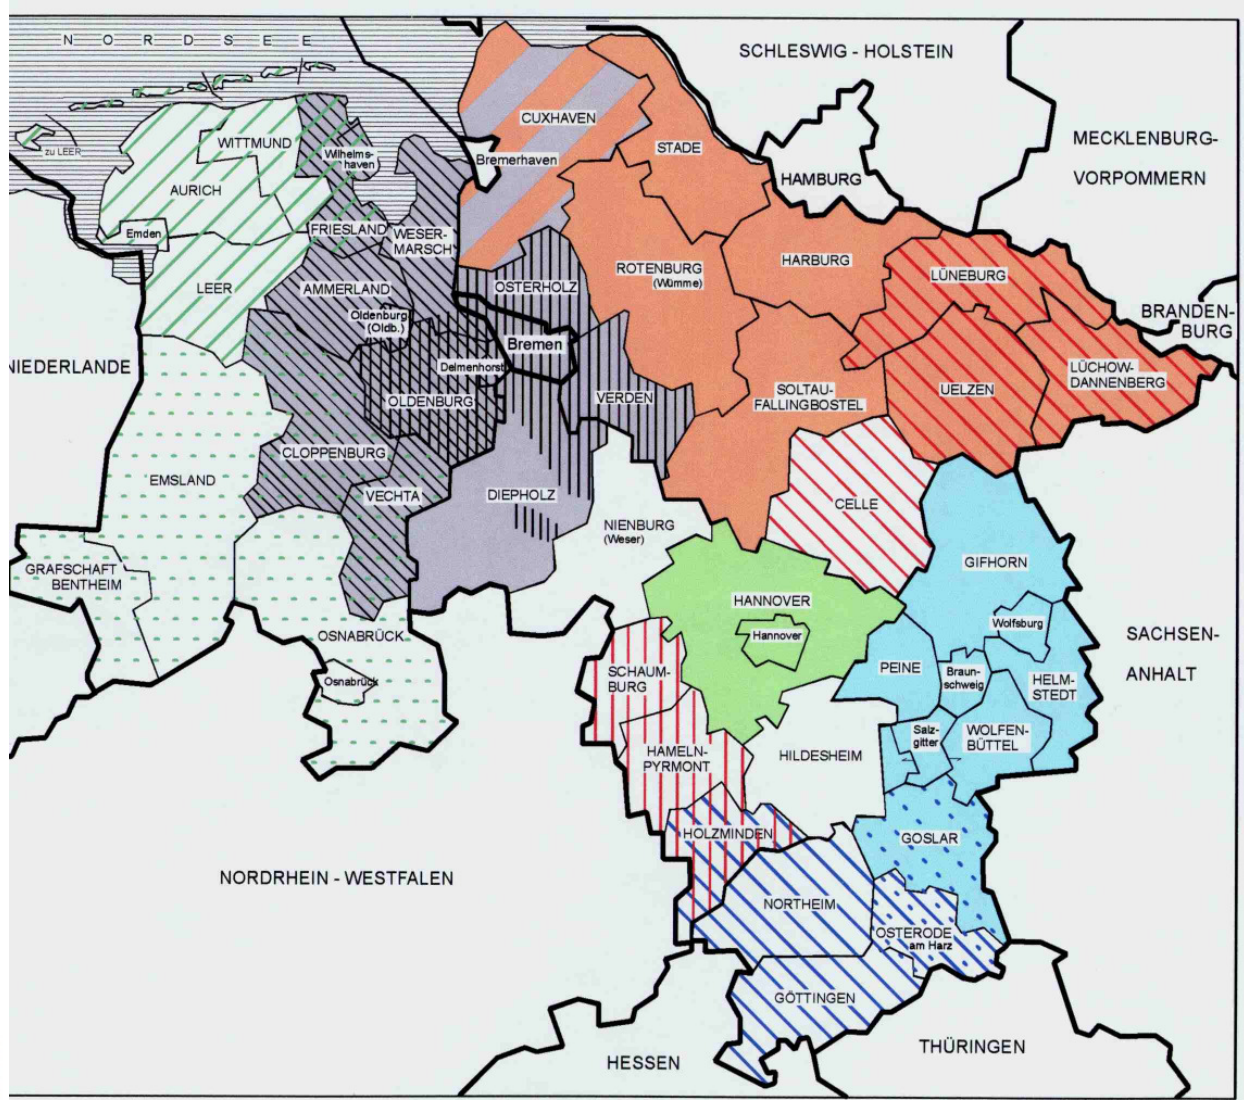 NORDSEE
SCHLESWIG - HOLSTEIN
CUXHAVEN
MECKLENBURG-
VORPOMMERN
WITTMUND
zu LEER
Wilhelms-
haven
Bremerhaven
STADE
HAMBURG
AURICH
Emden
FRIESLAND
WESER-
MARSCH
LEER
AMMERLAND
OSTERHOLZ
ROTENBURG
(Wümme)
HARBURG
LÜNEBURG
Oldenburg
(Oldb.)
Bremen
BRANDEN-
BURG
NIEDERLANDE
Delmenhorst
OLDENBURG
VERDEN
SOLTAU-
FALLINGBOSTEL
UELZEN
LÜCHOW-
DANNENBERG
CLOPPENBURG
EMSLAND
VECHTA
DIEPHOLZ
NIENBURG
(Weser)
CELLE
GRAFSCHAFT
BENTHEIM
GIFHORN
HANNOVER
Hannover
Wolfsburg
OSNABRÜCK
Osnabrück
SACHSEN-
ANHALT
SCHAUM-
BURG
PEINE
Braun-
schweig
HELM-
STEDT
HAMELN-
PYRMONT
HILDESHEIM
Salz-
gitter
WOLFEN-
BÜTTEL
HOLZMINDEN
GOSLAR
NORDRHEIN - WESTFALEN
NORTHEIM
OSTERODE
am Harz
GÖTTINGEN
HESSEN
THÜRINGEN